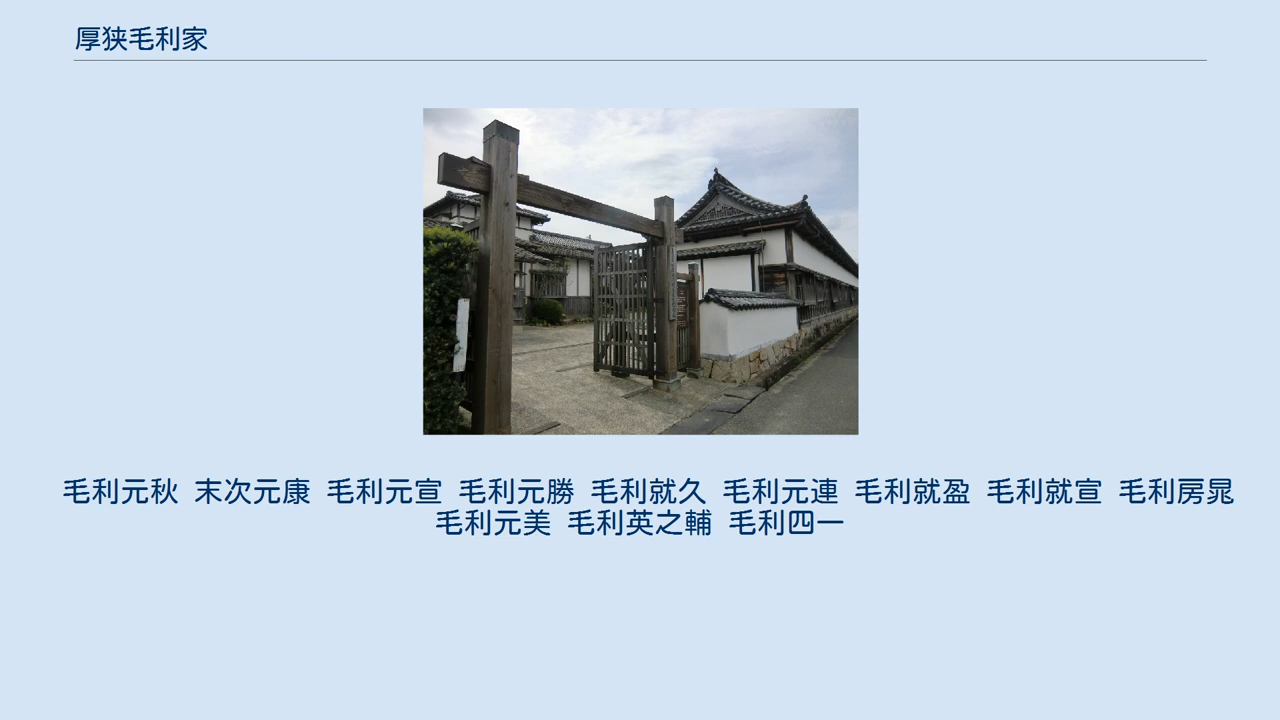 厚狭毛利家
毛利元秋 末次元康 毛利元宣 毛利元勝 毛利就久 毛利元連 毛利就盈 毛利就宣 毛利房晁
毛利元美 毛利英之輔 毛利四一